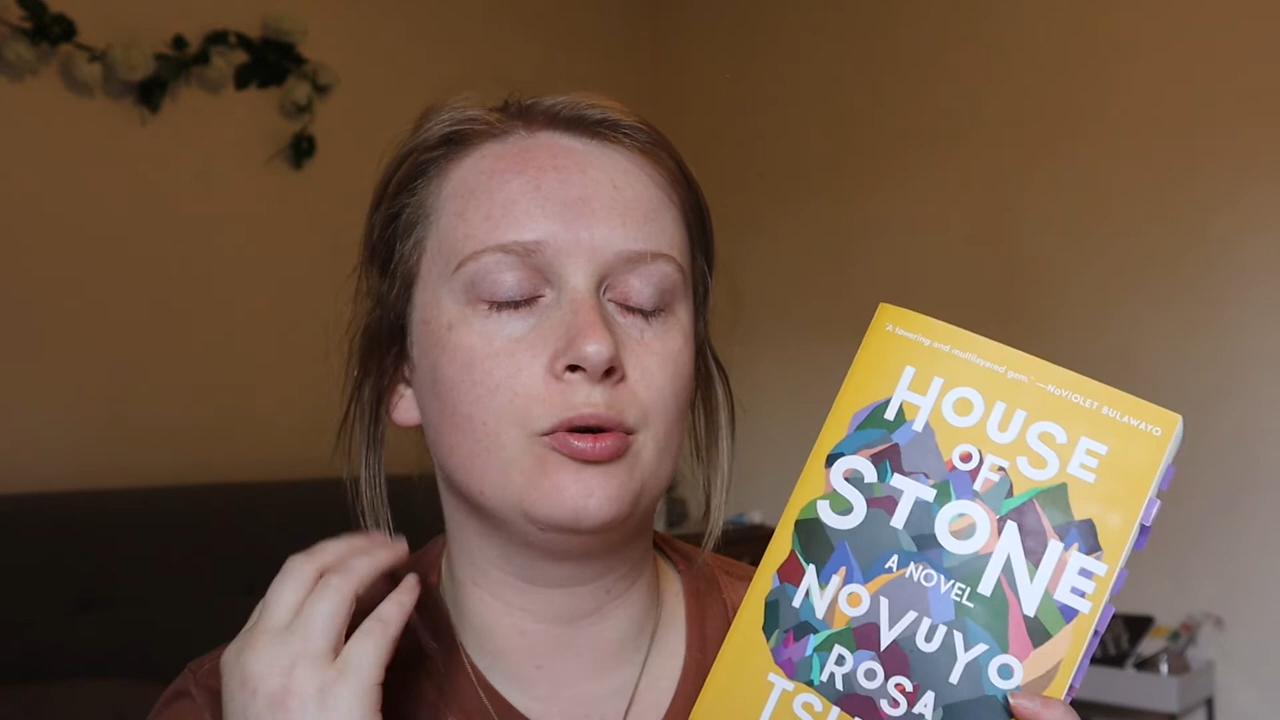 "A towering and multilayered gem." —NoVIOLET BULAWAYO
HOUSE
OF
STONE
A NOVEL
NOVUYO
ROSA